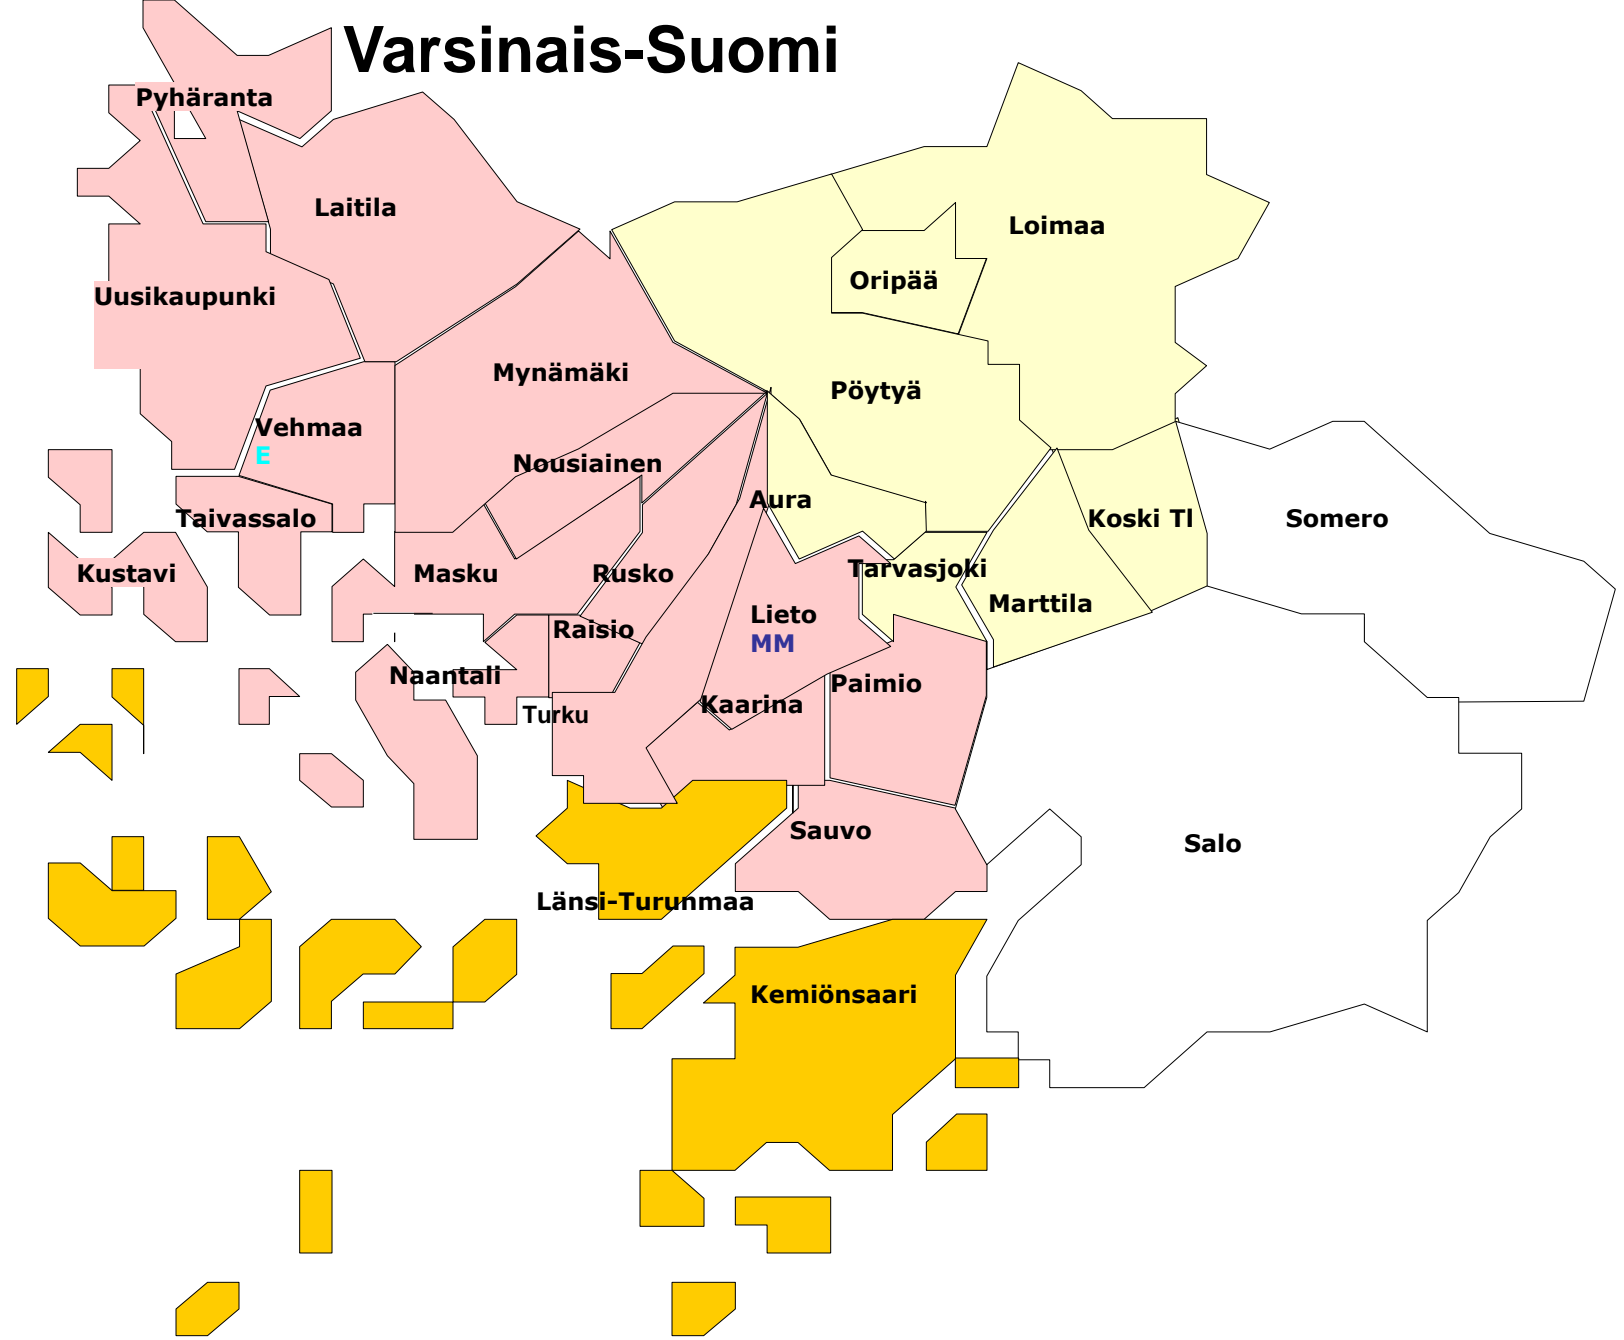 Varsinais-Suomi
Pyhäranta
Laitila
Loimaa
Oripää
Uusikaupunki
Mynämäki
Pöytyä
Vehmaa
E
Nousiainen
Aura
Taivassalo
Koski Tl
Somero
Kustavi
Masku
Rusko
Tarvasjoki
Marttila
Lieto
MM
Raisio
Naantali
Paimio
Turku
Kaarina
Sauvo
Salo
Länsi-Turunmaa
Kemiönsaari